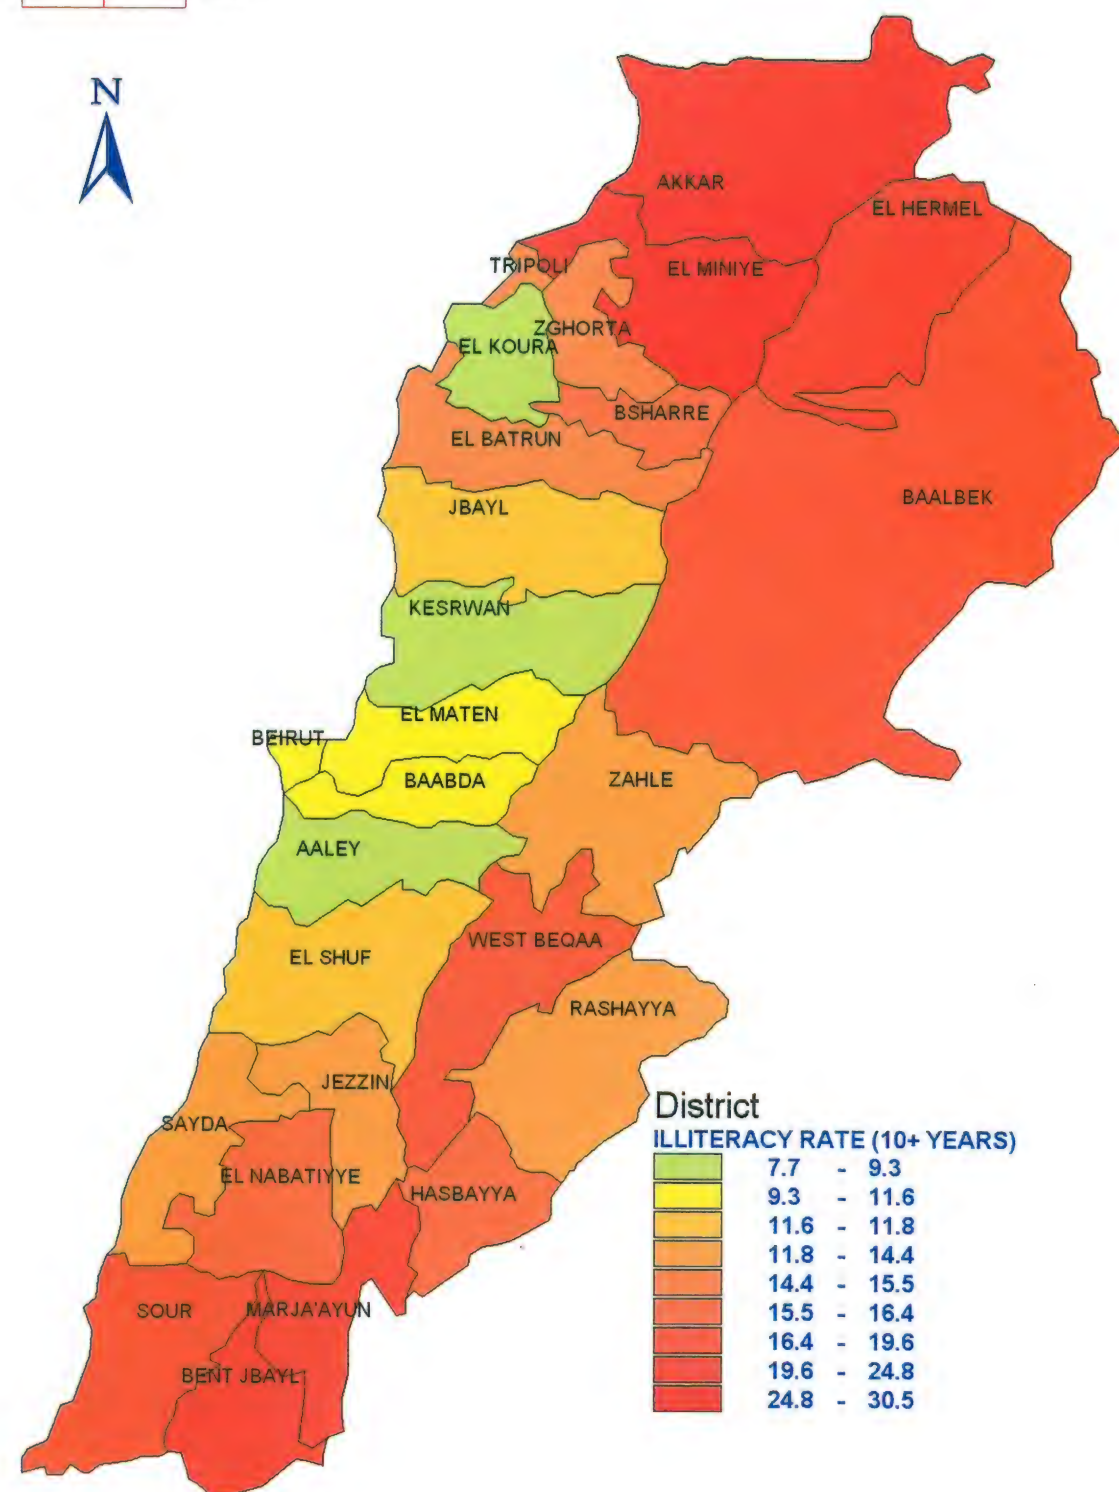 N
AKKAR
EL HERMEL
TRIPOLI
EL MINIYE
ZGHORTA
EL KOURA
BSHARRE
EL BATRUN
BAALBEK
JBAYL
KESRWAN
EL MATEN
BEIRUT
BAABDA
ZAHLE
AALEY
WEST BEQAA
EL SHUF
RASHAYYA
JEZZIN
SAYDA
EL NABATIYYE
HASBAYYA
SOUR
MARJA'AYUN
BENT JBAYL
District
ILLITERACY RATE (10+ YEARS)
7.7 - 9.3
9.3 - 11.6
11.6 - 11.8
11.8 - 14.4
14.4 - 15.5
15.5 - 16.4
16.4 - 19.6
19.6 - 24.8
24.8 - 30.5